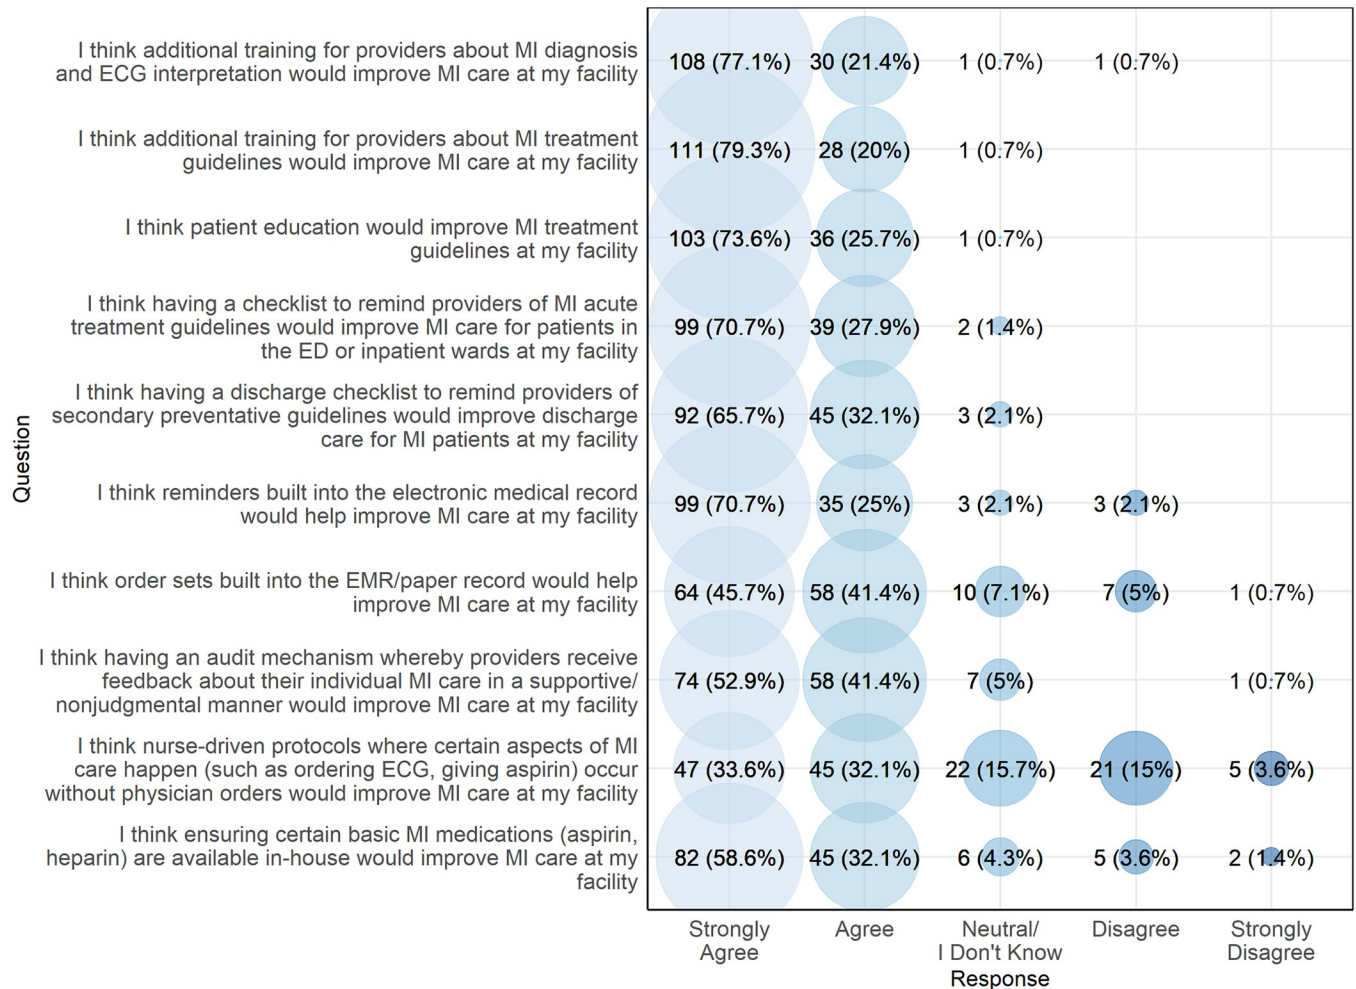 I think additional training for providers about MI diagnosis
and ECG interpretation would improve MI care at my facility
108 (77.1%) 30 (21.4%) 1 (0.7%) 1 (0.7%)
I think additional training for providers about MI treatment
guidelines would improve MI care at my facility
111 (79.3%) 28 (20%) 1 (0.7%)
I think patient education would improve MI treatment
guidelines at my facility
103 (73.6%) 36 (25.7%) 1 (0.7%)
I think having a checklist to remind providers of MI acute
treatment guidelines would improve MI care for patients in
the ED or inpatient wards at my facility
99 (70.7%) 39 (27.9%) 2 (1.4%)
I think having a discharge checklist to remind providers of
secondary preventative guidelines would improve discharge
care for MI patients at my facility
92 (65.7%) 45 (32.1%) 3 (2.1%)
I think reminders built into the electronic medical record
would help improve MI care at my facility
99 (70.7%) 35 (25%) 3 (2.1%) 3 (2.1%)
I think order sets built into the EMR/paper record would help
improve MI care at my facility
64 (45.7%) 58 (41.4%) 10 (7.1%) 7 (5%) 1 (0.7%)
I think having an audit mechanism whereby providers receive
feedback about their individual MI care in a supportive/
nonjudgmental manner would improve MI care at my facility
74 (52.9%) 58 (41.4%) 7 (5%) 1 (0.7%)
I think nurse-driven protocols where certain aspects of MI
care happen (such as ordering ECG, giving aspirin) occur
without physician orders would improve MI care at my facility
47 (33.6%) 45 (32.1%) 22 (15.7%) 21 (15%) 5 (3.6%)
I think ensuring certain basic MI medications (aspirin,
heparin) are available in-house would improve MI care at my
facility
82 (58.6%) 45 (32.1%) 6 (4.3%) 5 (3.6%) 2 (1.4%)
Question
Strongly
Agree
Agree
Neutral/
I Don't Know
Disagree
Strongly
Disagree
Response